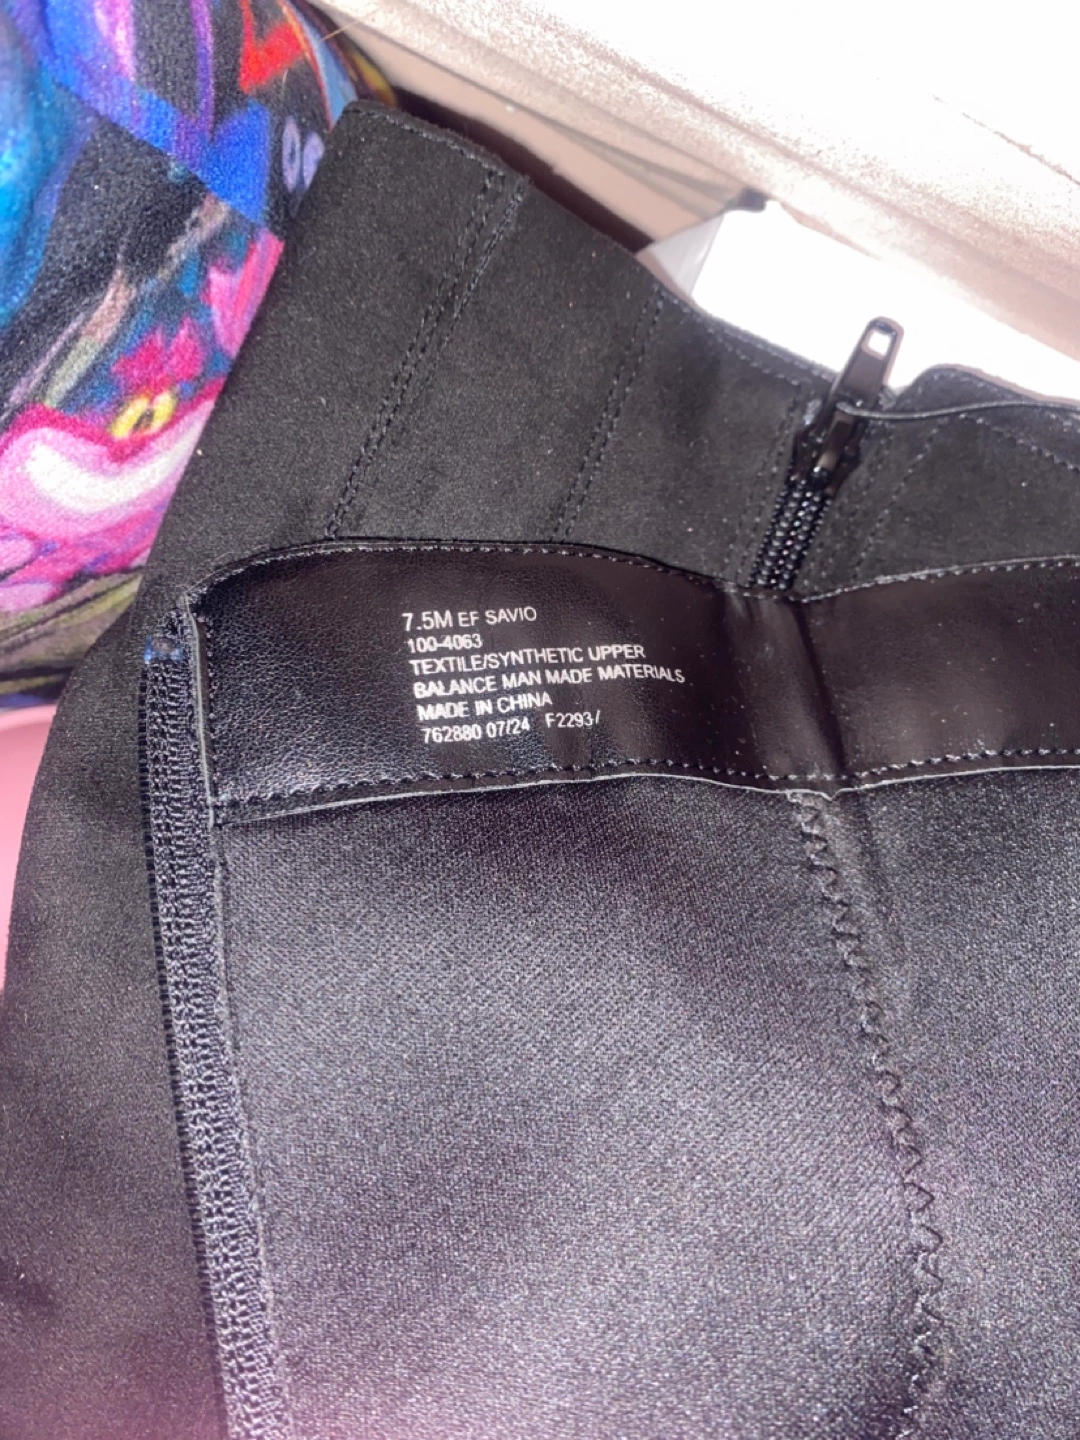 7.5M EF SAVIO
100-4063
TEXTILE/SYNTHETIC UPPER
BALANCE MAN MADE MATERIALS
MADE IN CHINA
762880 07/24 F2293/